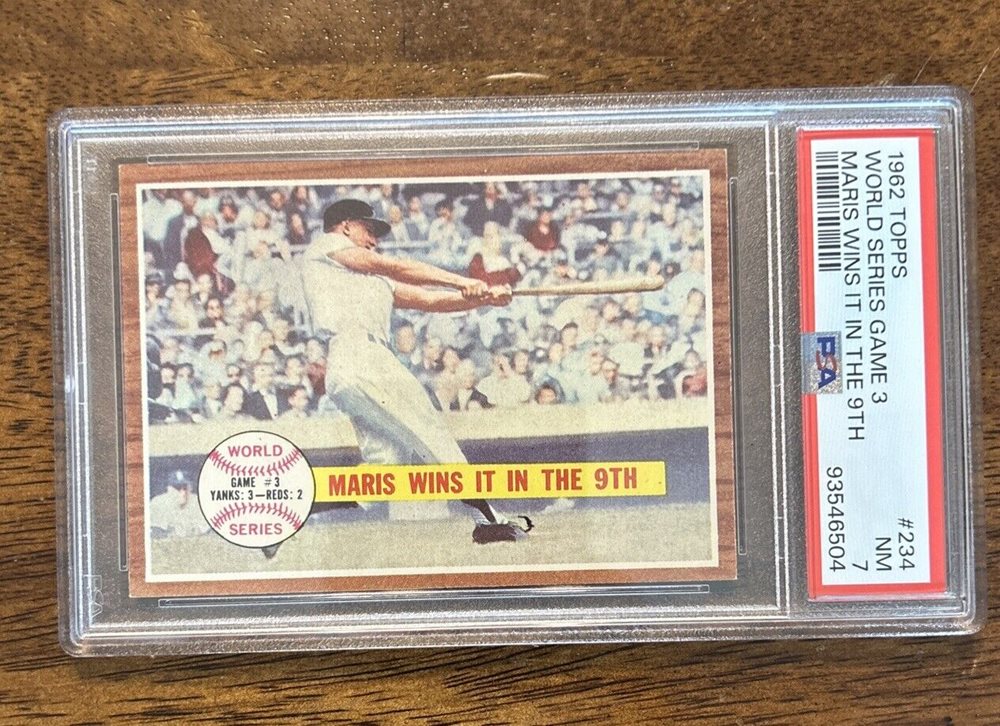 WORLD
GAME #3
YANKS: 3—REDS: 2
SERIES
MARIS WINS IT IN THE 9TH
1962 TOPPS #234
WORLD SERIES GAME 3 NM
MARIS WINS IT IN THE 9TH 7
PSA
93546504
PSA